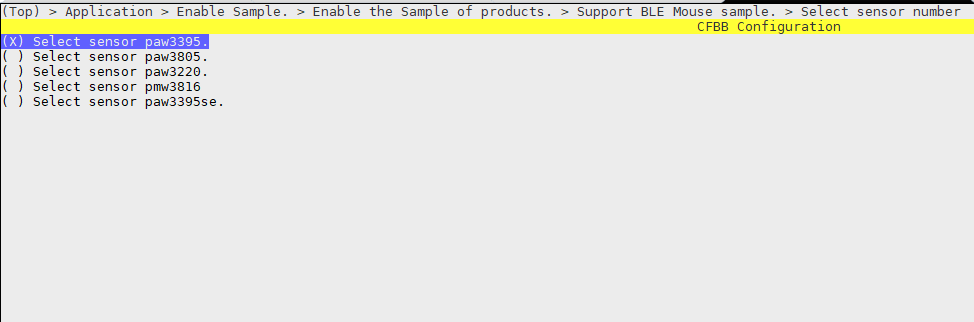 (Top) > Application > Enable Sample. > Enable the Sample of products. > Support BLE Mouse sample. > Select sensor number
CFBB Configuration
(X) Select sensor paw3395.
( ) Select sensor paw3805.
( ) Select sensor paw3220.
( ) Select sensor pmw3816
( ) Select sensor paw3395se.